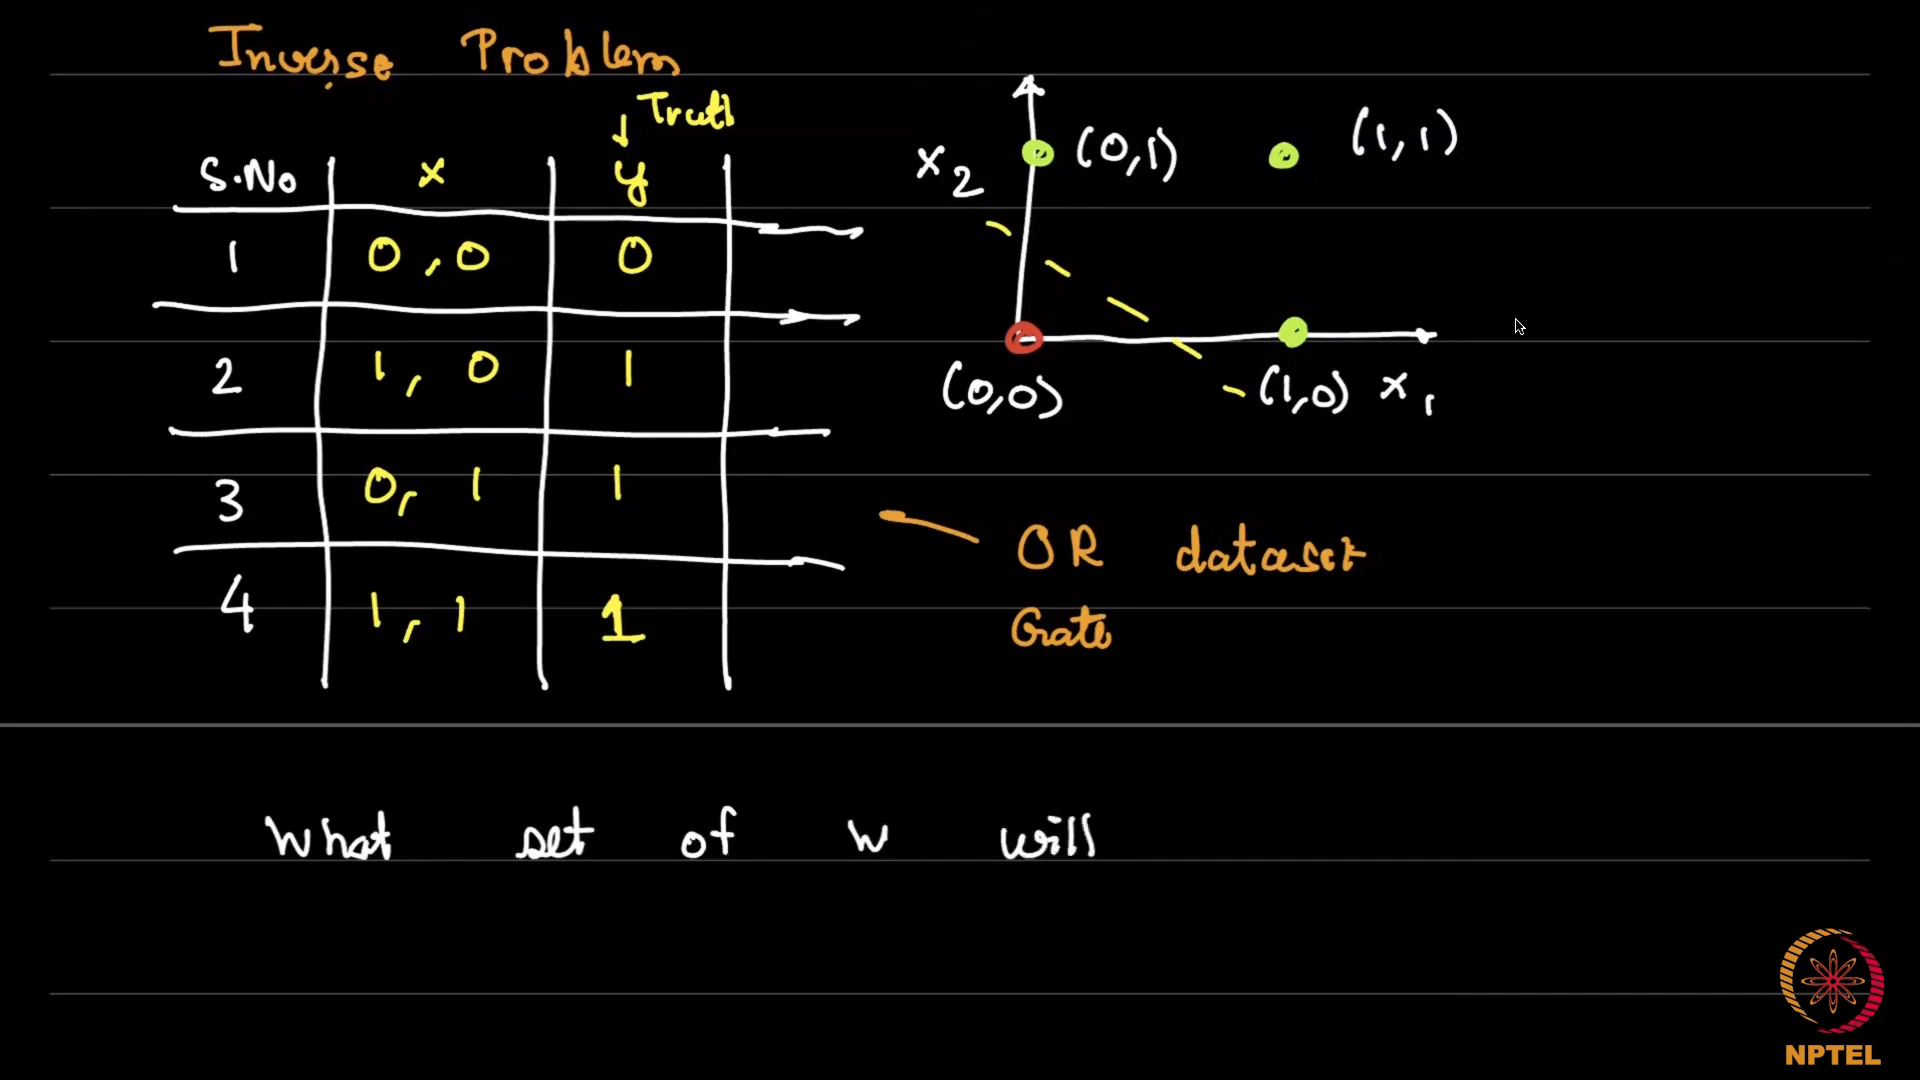 Inverse Problem
↓ Truth
S.No x y
1 0,0 0
2 1, 0 1
3 0, 1 1
4 1, 1 1
x2 (0,1) (1,1)
(0,0) (1,0) x1
OR dataset
Gate
What set of w will
NPTEL